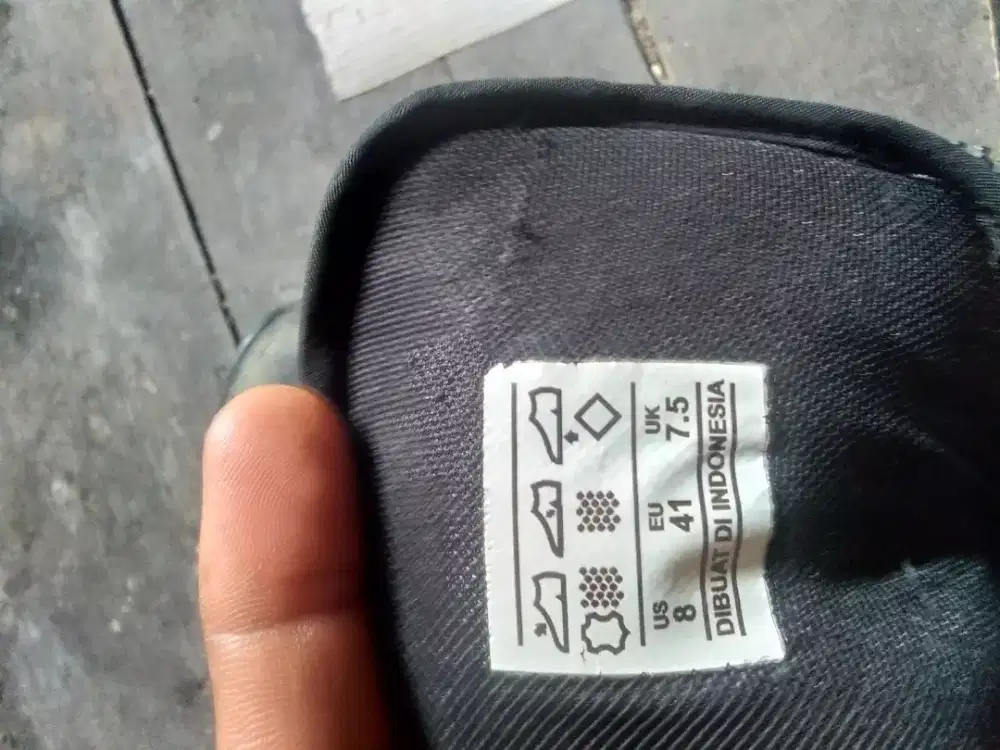 US EU UK
8 41 7.5
DIBUAT DI INDONESIA